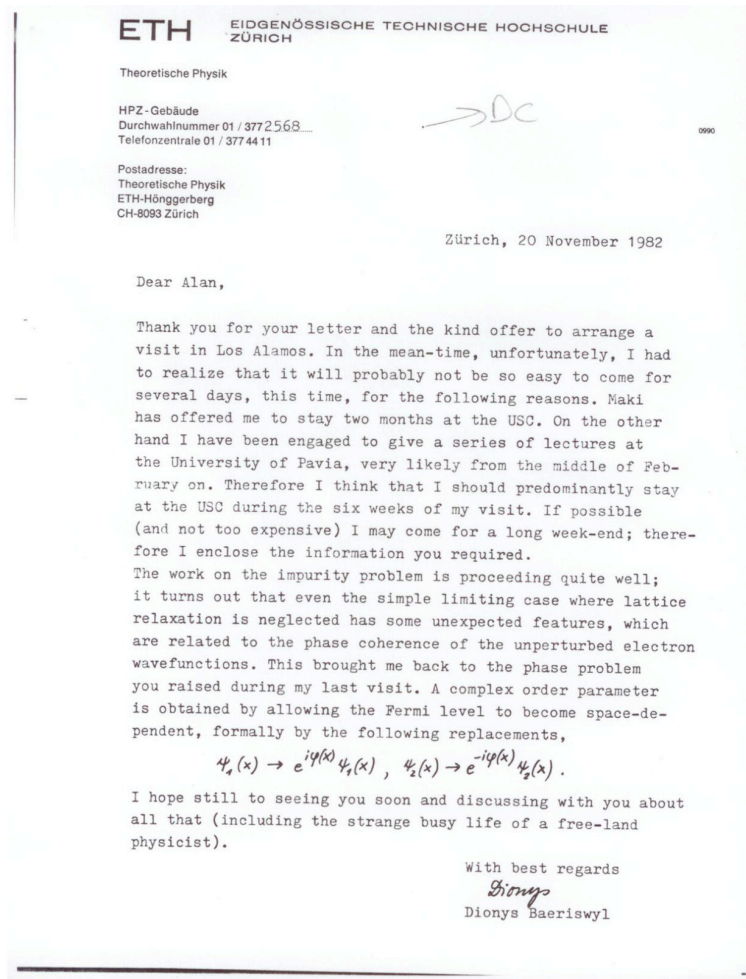 ETH EIDGENÖSSISCHE TECHNISCHE HOCHSCHULE
ZÜRICH
Theoretische Physik
HPZ-Gebäude
Durchwahlnummer 01 / 377 2568
Telefonzentrale 01 / 377 44 11
→DC
0990
Postadresse:
Theoretische Physik
ETH-Hönggerberg
CH-8093 Zürich
Zürich, 20 November 1982
Dear Alan,
Thank you for your letter and the kind offer to arrange a
visit in Los Alamos. In the mean-time, unfortunately, I had
to realize that it will probably not be so easy to come for
several days, this time, for the following reasons. Maki
has offered me to stay two months at the USC. On the other
hand I have been engaged to give a series of lectures at
the University of Pavia, very likely from the middle of Feb-
ruary on. Therefore I think that I should predominantly stay
at the USC during the six weeks of my visit. If possible
(and not too expensive) I may come for a long week-end; there-
fore I enclose the information you required.
The work on the impurity problem is proceeding quite well;
it turns out that even the simple limiting case where lattice
relaxation is neglected has some unexpected features, which
are related to the phase coherence of the unperturbed electron
wavefunctions. This brought me back to the phase problem
you raised during my last visit. A complex order parameter
is obtained by allowing the Fermi level to become space-de-
pendent, formally by the following replacements,
ψ₁(x) → e^{iφ(x)} ψ₁(x) , ψ₂(x) → e^{-iφ(x)} ψ₂(x) .
I hope still to seeing you soon and discussing with you about
all that (including the strange busy life of a free-land
physicist).
With best regards
Dionys
Dionys Baeriswyl